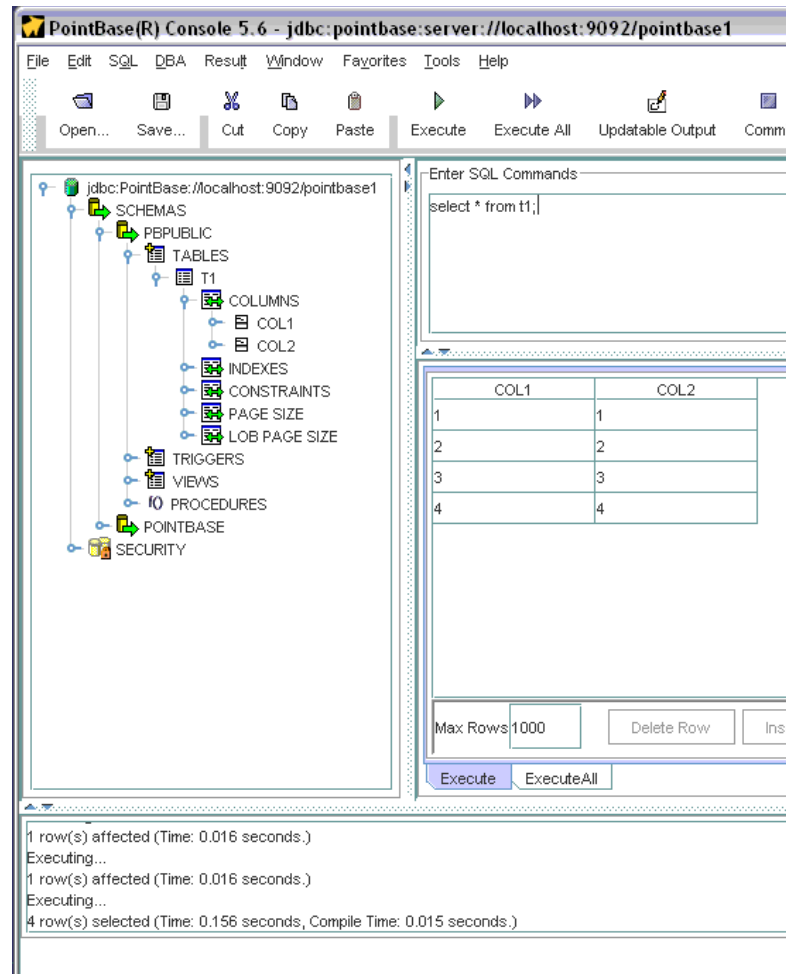 PointBase(R) Console 5.6 - jdbc:pointbase:server://localhost:9092/pointbase1
File Edit SQL DBA Result Window Favorites Tools Help
Open... Save... Cut Copy Paste Execute Execute All Updatable Output Comm
jdbc:PointBase://localhost:9092/pointbase1
SCHEMAS
PBPUBLIC
TABLES
T1
COLUMNS
COL1
COL2
INDEXES
CONSTRAINTS
PAGE SIZE
LOB PAGE SIZE
TRIGGERS
VIEWS
f() PROCEDURES
POINTBASE
SECURITY
Enter SQL Commands
select * from t1;
COL1 COL2
1 1
2 2
3 3
4 4
Max Rows 1000 Delete Row Ins
Execute ExecuteAll
1 row(s) affected (Time: 0.016 seconds.)
Executing...
1 row(s) affected (Time: 0.016 seconds.)
Executing...
4 row(s) selected (Time: 0.156 seconds, Compile Time: 0.015 seconds.)